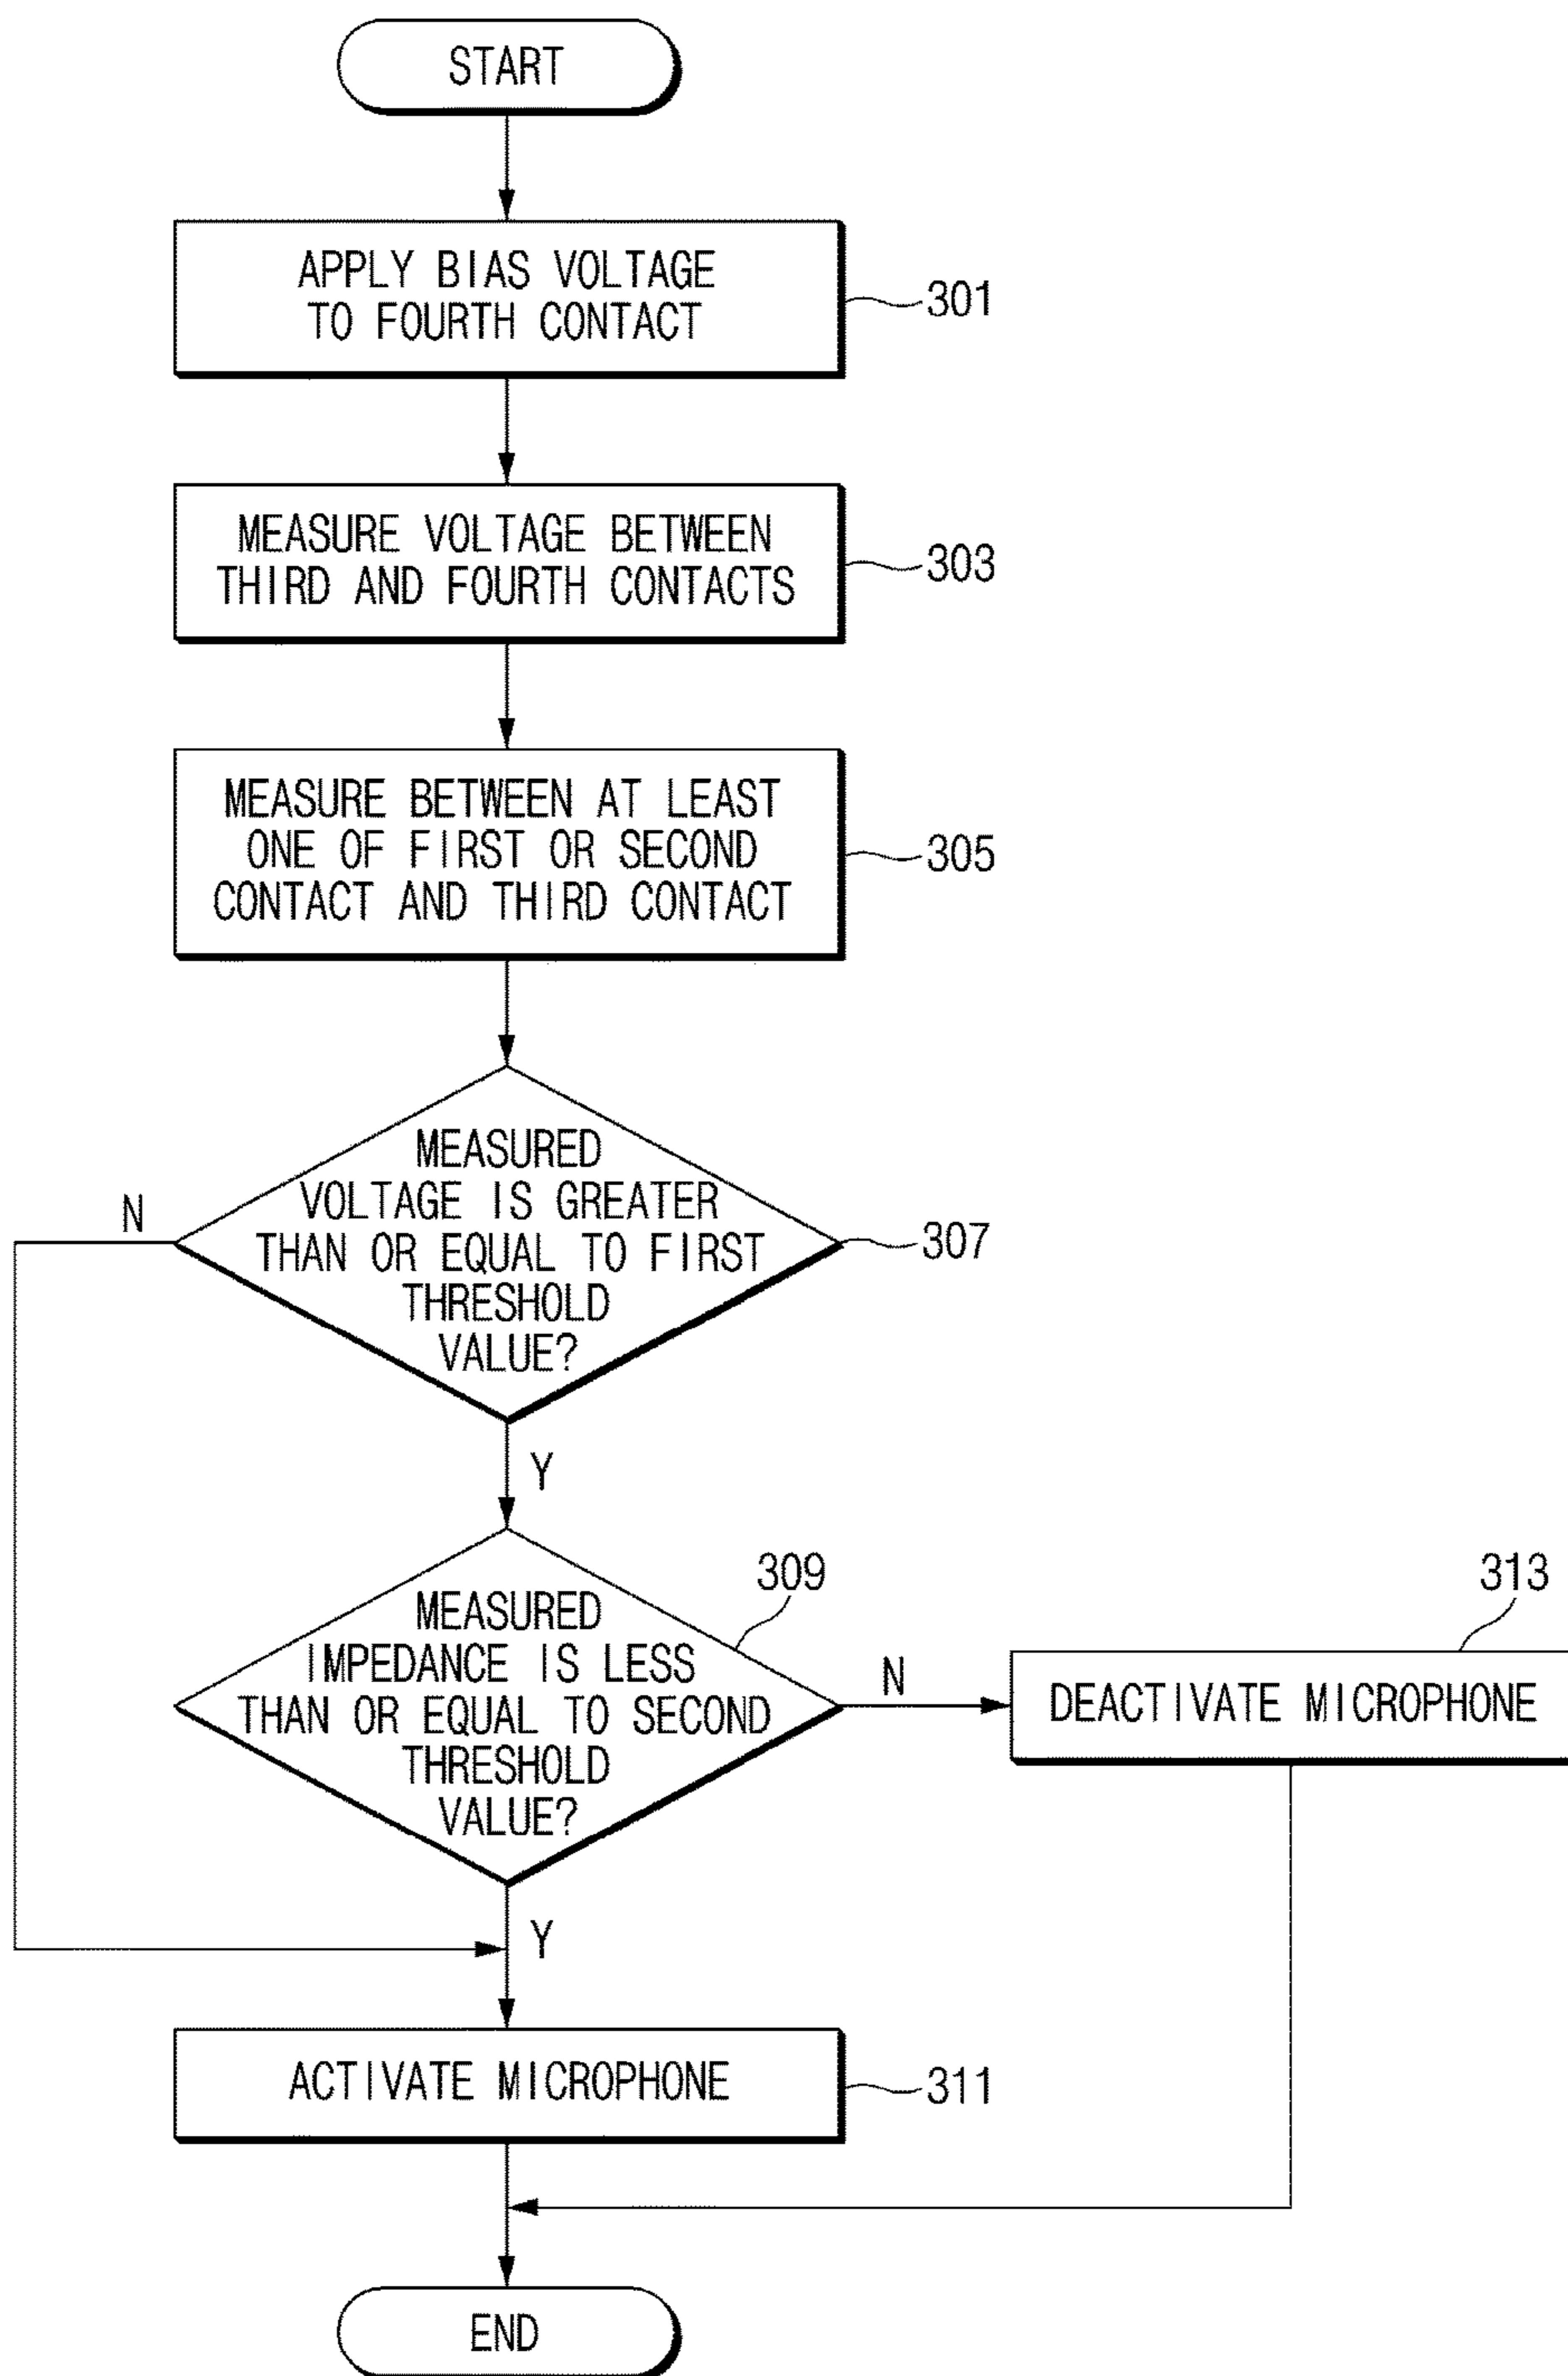 START
APPLY BIAS VOLTAGE
TO FOURTH CONTACT
301
MEASURE VOLTAGE BETWEEN
THIRD AND FOURTH CONTACTS
303
MEASURE BETWEEN AT LEAST
ONE OF FIRST OR SECOND
CONTACT AND THIRD CONTACT
305
MEASURED
VOLTAGE IS GREATER
THAN OR EQUAL TO FIRST
THRESHOLD
VALUE?
N
307
Y
MEASURED
IMPEDANCE IS LESS
THAN OR EQUAL TO SECOND
THRESHOLD
VALUE?
309
N
313
DEACTIVATE MICROPHONE
Y
ACTIVATE MICROPHONE
311
END